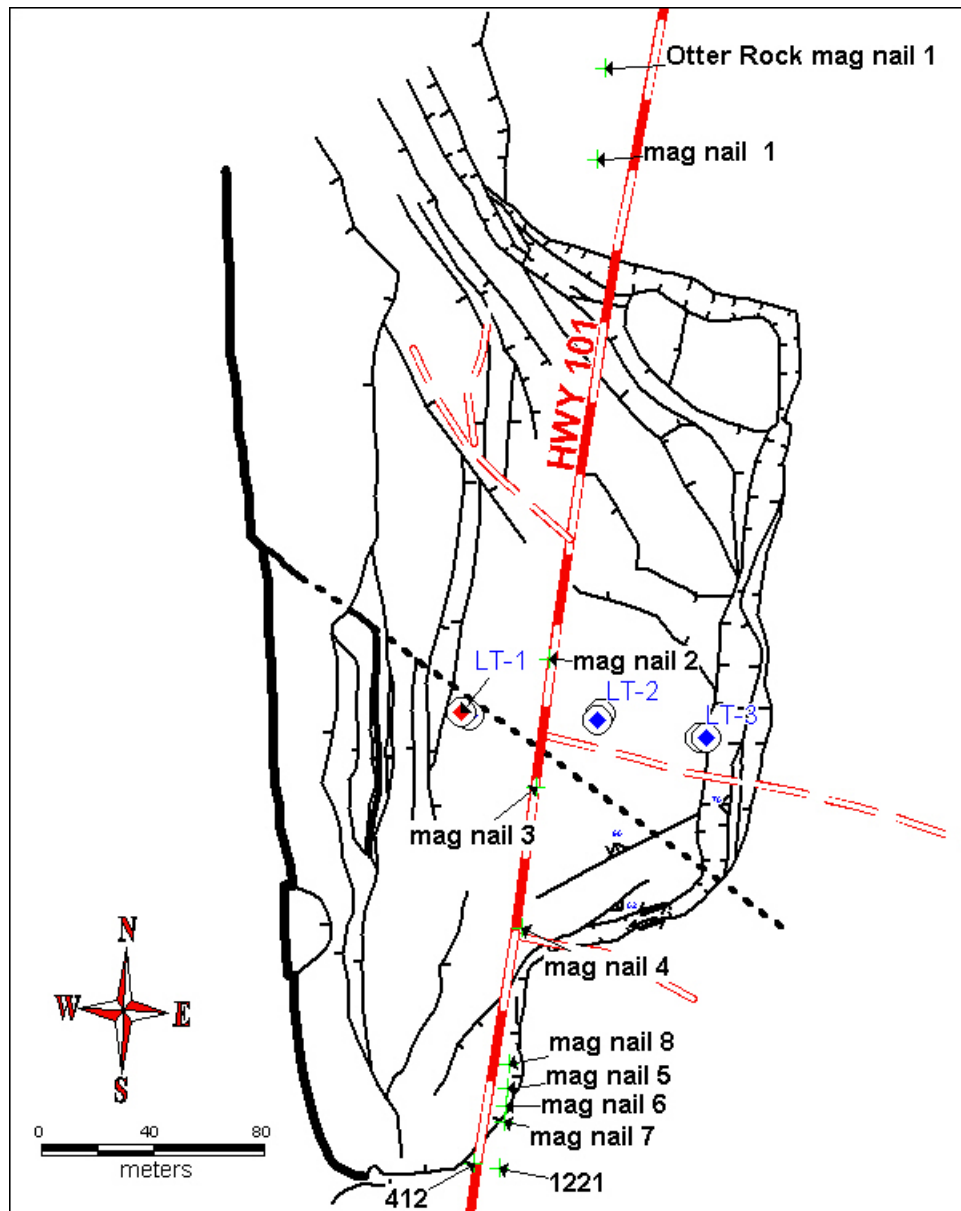 Otter Rock mag nail 1
mag nail 1
HWY 101
LT-1
mag nail 2
LT-2
LT-3
mag nail 3
mag nail 4
N
W E
S
mag nail 8
mag nail 5
mag nail 6
mag nail 7
0 40 80
meters
412
1221